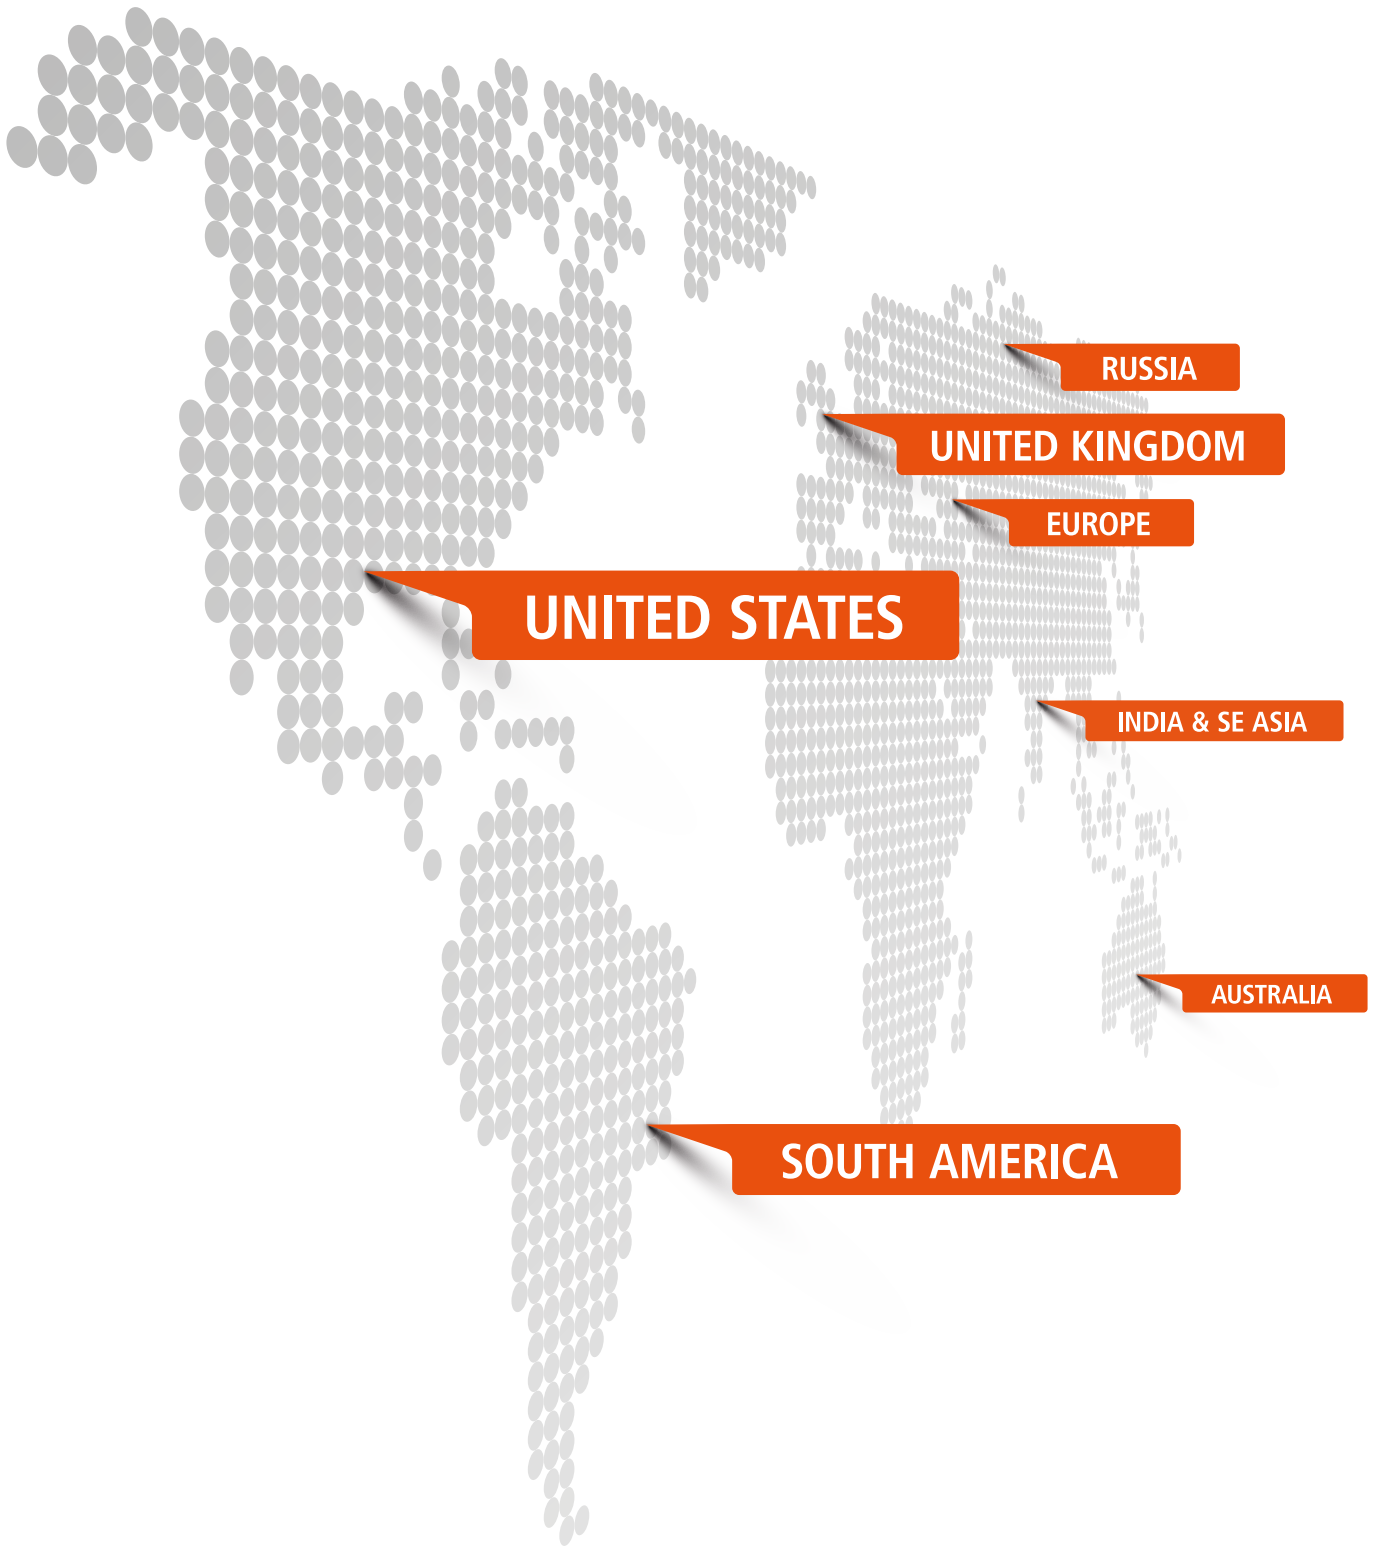 RUSSIA
UNITED KINGDOM
EUROPE
UNITED STATES
INDIA & SE ASIA
AUSTRALIA
SOUTH AMERICA